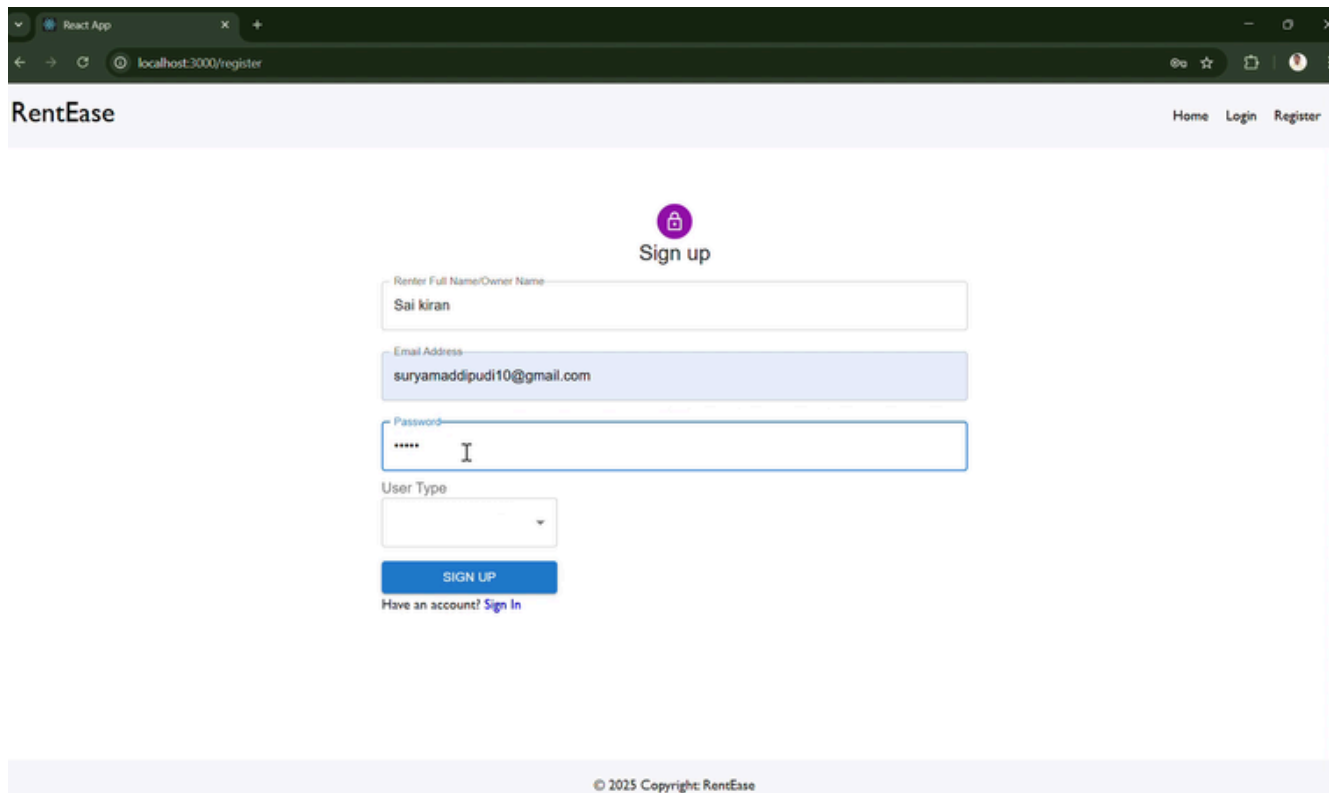 React App
localhost:3000/register
RentEase
Home Login Register
Sign up
Renter Full Name/Owner Name
Sai kiran
Email Address
suryamaddipudi10@gmail.com
Password
•••••
User Type
SIGN UP
Have an account? Sign In
© 2025 Copyright: RentEase